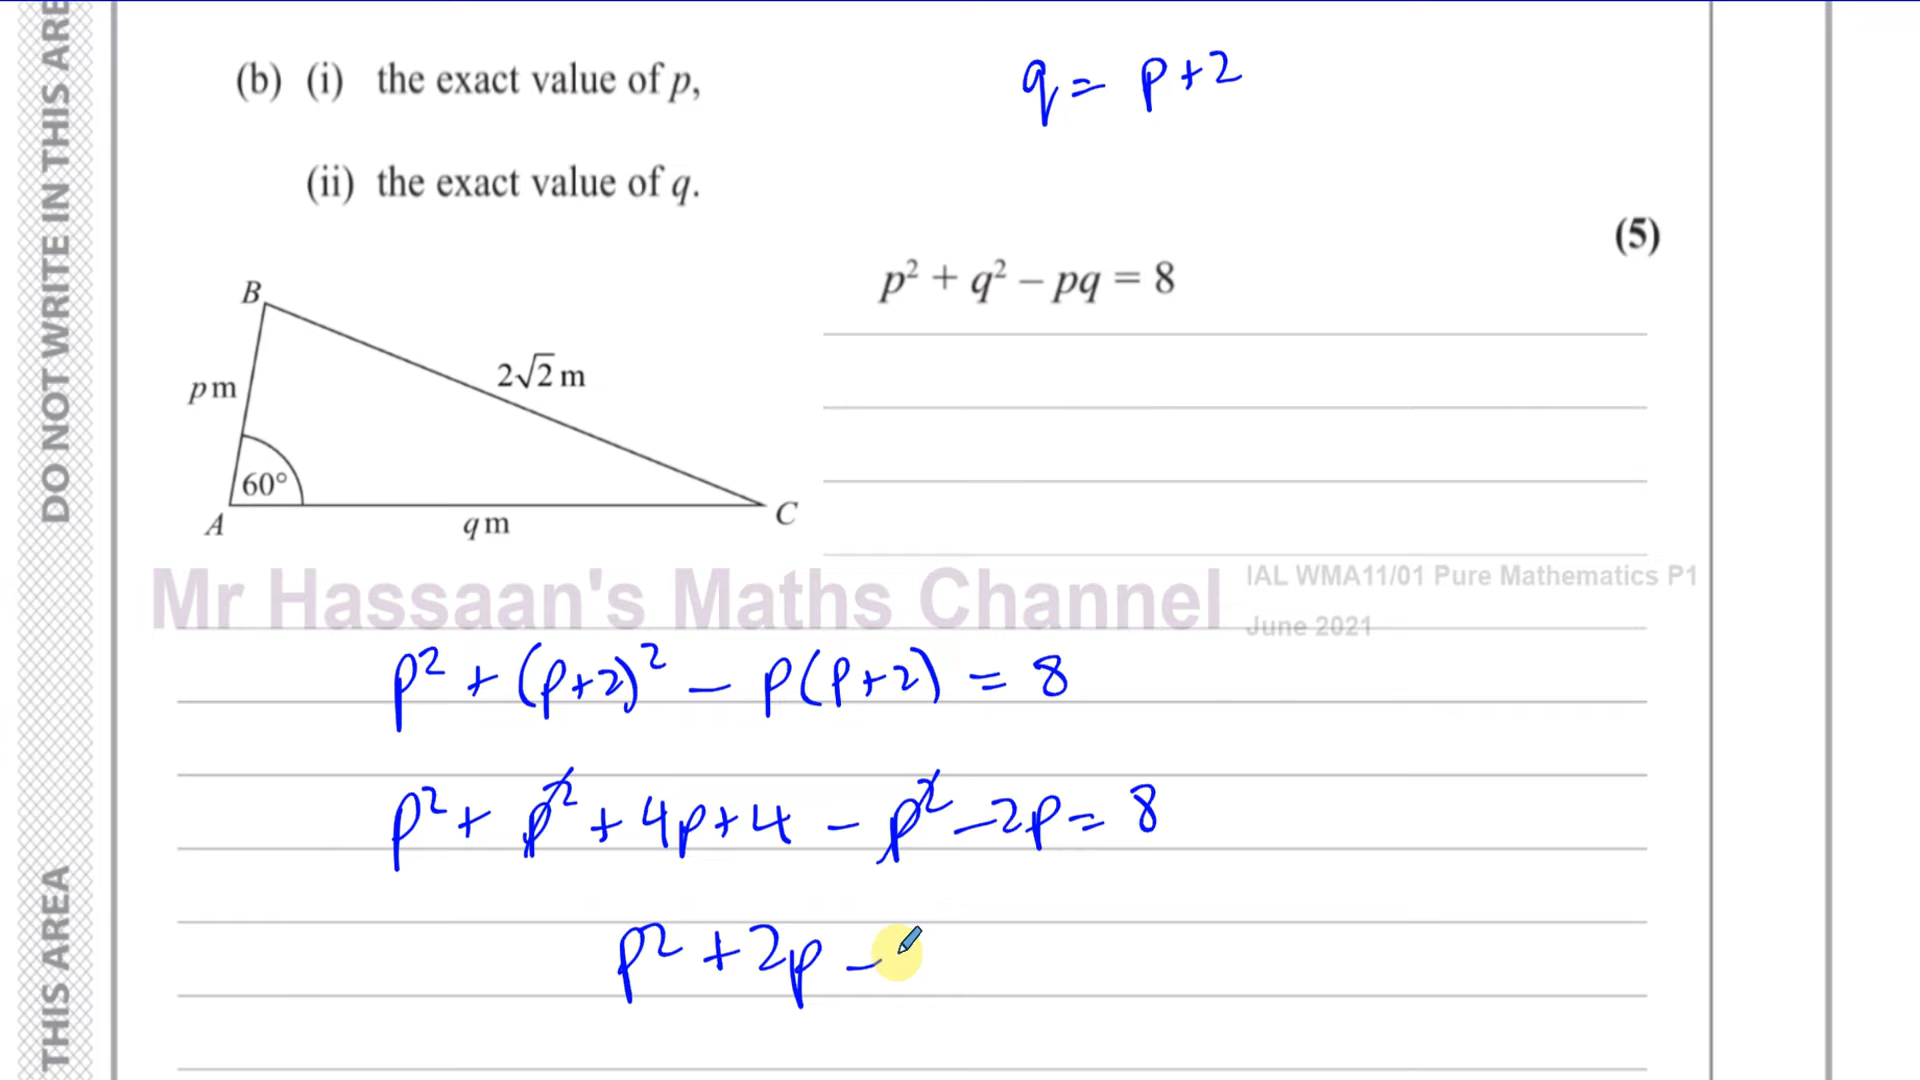 DO NOT WRITE IN THIS ARE
THIS AREA
(b) (i) the exact value of p,
q = p+2
(ii) the exact value of q.
(5)
p² + q² – pq = 8
B
2√2 m
p m
60°
A
q m
C
Mr Hassaan's Maths Channel
IAL WMA11/01 Pure Mathematics P1
June 2021
p² + (p+2)² – p(p+2) = 8
p² + p² + 4p + 4 – p² – 2p = 8
p² + 2p –